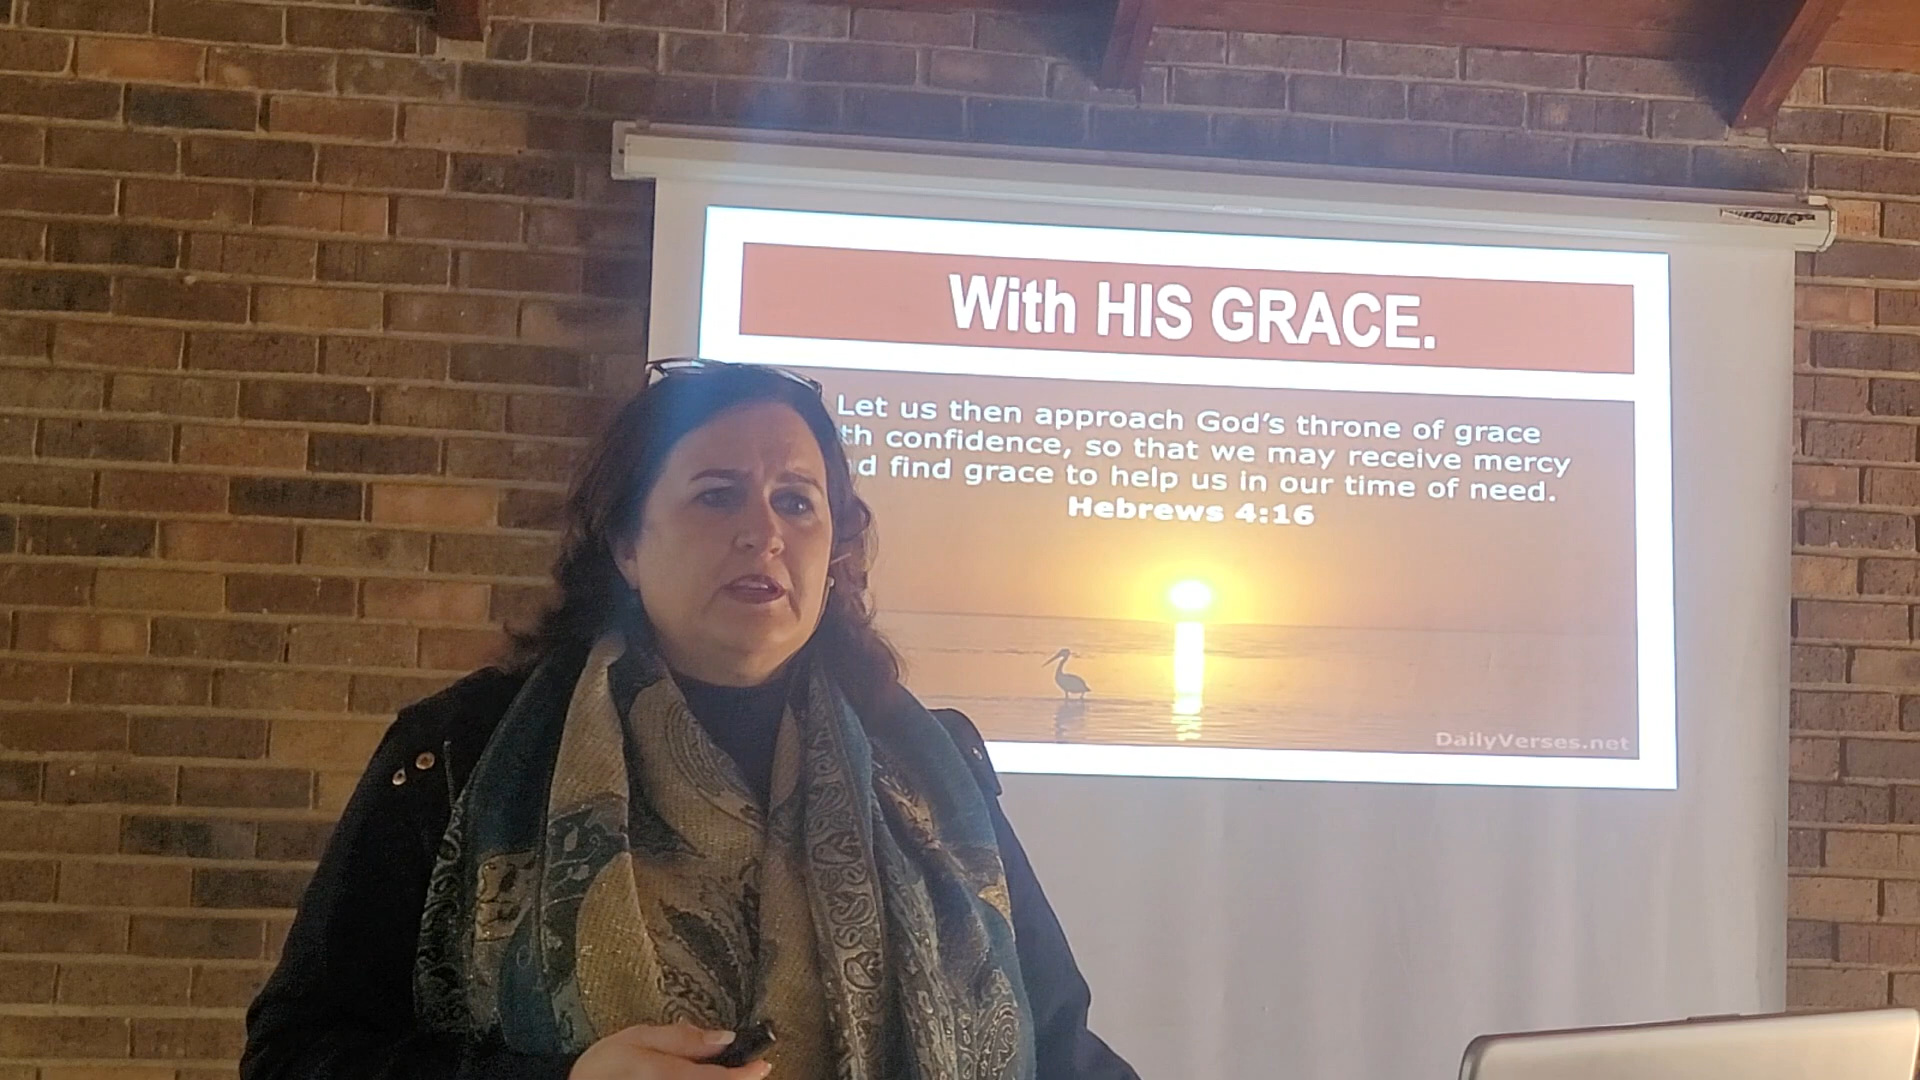 With HIS GRACE.
Let us then approach God's throne of grace
th confidence, so that we may receive mercy
d find grace to help us in our time of need.
Hebrews 4:16
DailyVerses.net